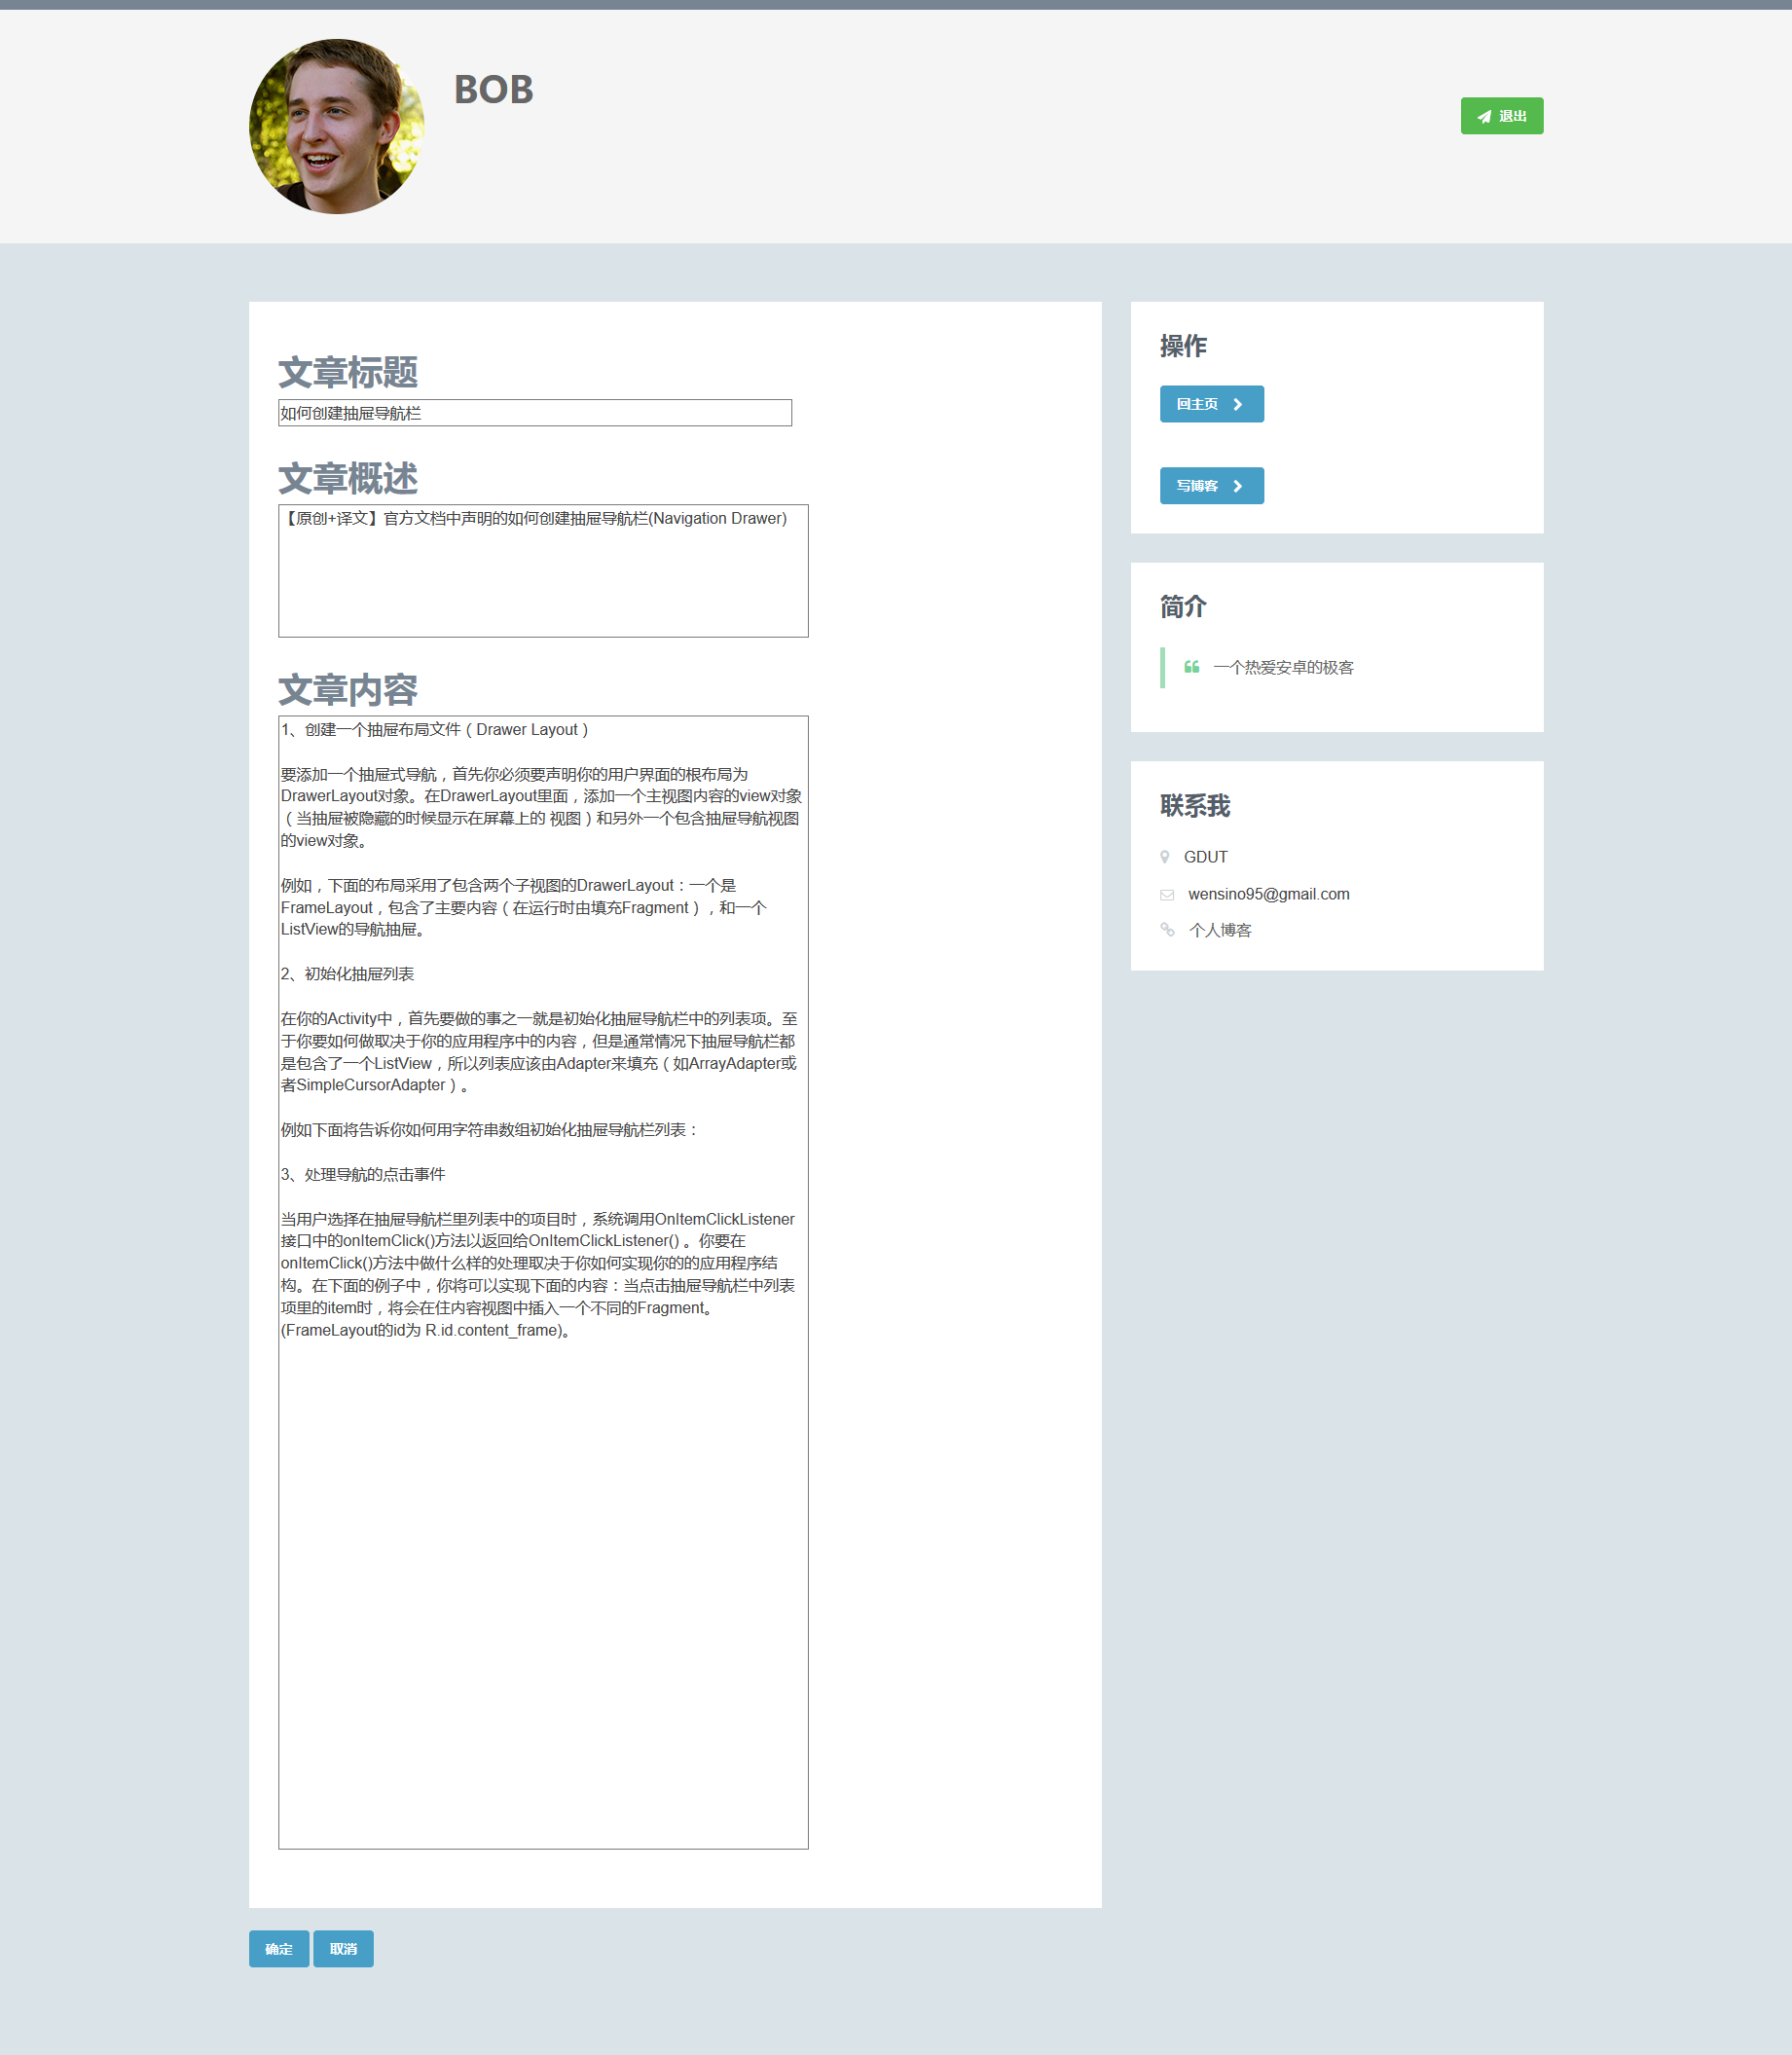 BOB
退出
文章标题
如何创建抽屉导航栏
文章概述
【原创+译文】官方文档中声明的如何创建抽屉导航栏(Navigation Drawer)
文章内容
1、创建一个抽屉布局文件（Drawer Layout）
要添加一个抽屉式导航，首先你必须要声明你的用户界面的根布局为
DrawerLayout对象。在DrawerLayout里面，添加一个主视图内容的view对象
（当抽屉被隐藏的时候显示在屏幕上的 视图）和另外一个包含抽屉导航视图
的view对象。
例如，下面的布局采用了包含两个子视图的DrawerLayout：一个是
FrameLayout，包含了主要内容（在运行时由填充Fragment），和一个
ListView的导航抽屉。
2、初始化抽屉列表
在你的Activity中，首先要做的事之一就是初始化抽屉导航栏中的列表项。至
于你要如何做取决于你的应用程序中的内容，但是通常情况下抽屉导航栏都
是包含了一个ListView，所以列表应该由Adapter来填充（如ArrayAdapter或
者SimpleCursorAdapter）。
例如下面将告诉你如何用字符串数组初始化抽屉导航栏列表：
3、处理导航的点击事件
当用户选择在抽屉导航栏里列表中的项目时，系统调用OnItemClickListener
接口中的onItemClick()方法以返回给OnItemClickListener() 。你要在
onItemClick()方法中做什么样的处理取决于你如何实现你的的应用程序结
构。在下面的例子中，你将可以实现下面的内容：当点击抽屉导航栏中列表
项里的item时，将会在住内容视图中插入一个不同的Fragment。
(FrameLayout的id为 R.id.content_frame)。
确定
取消
操作
回主页
写博客
简介
一个热爱安卓的极客
联系我
GDUT
wensino95@gmail.com
个人博客